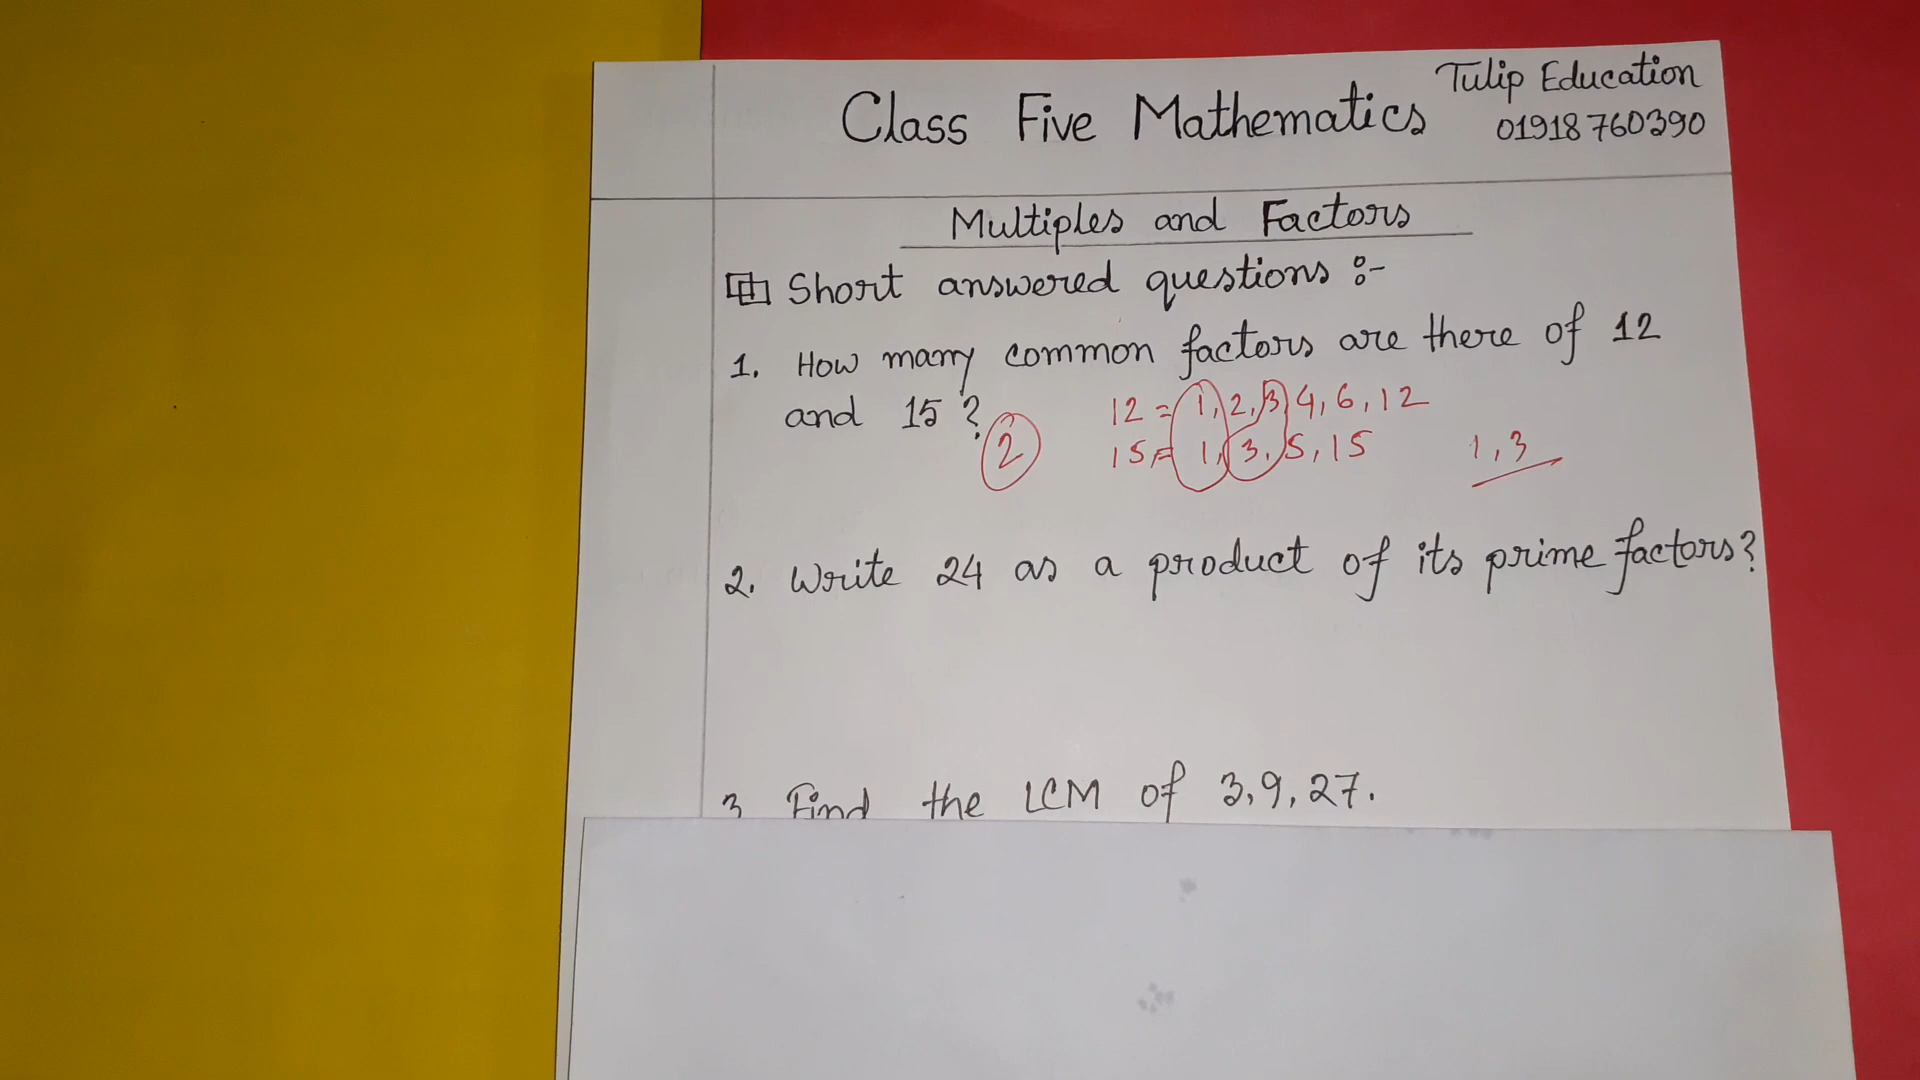 Class Five Mathematics
Tulip Education
01918760390
Multiples and Factors
Short answered questions :-
1. How many common factors are there of 12
and 15 ?
2
12 = 1, 2, 3, 4, 6, 12
15 = 1, 3, 5, 15
1, 3
2. Write 24 as a product of its prime factors?
3 Find the LCM of 3, 9, 27.